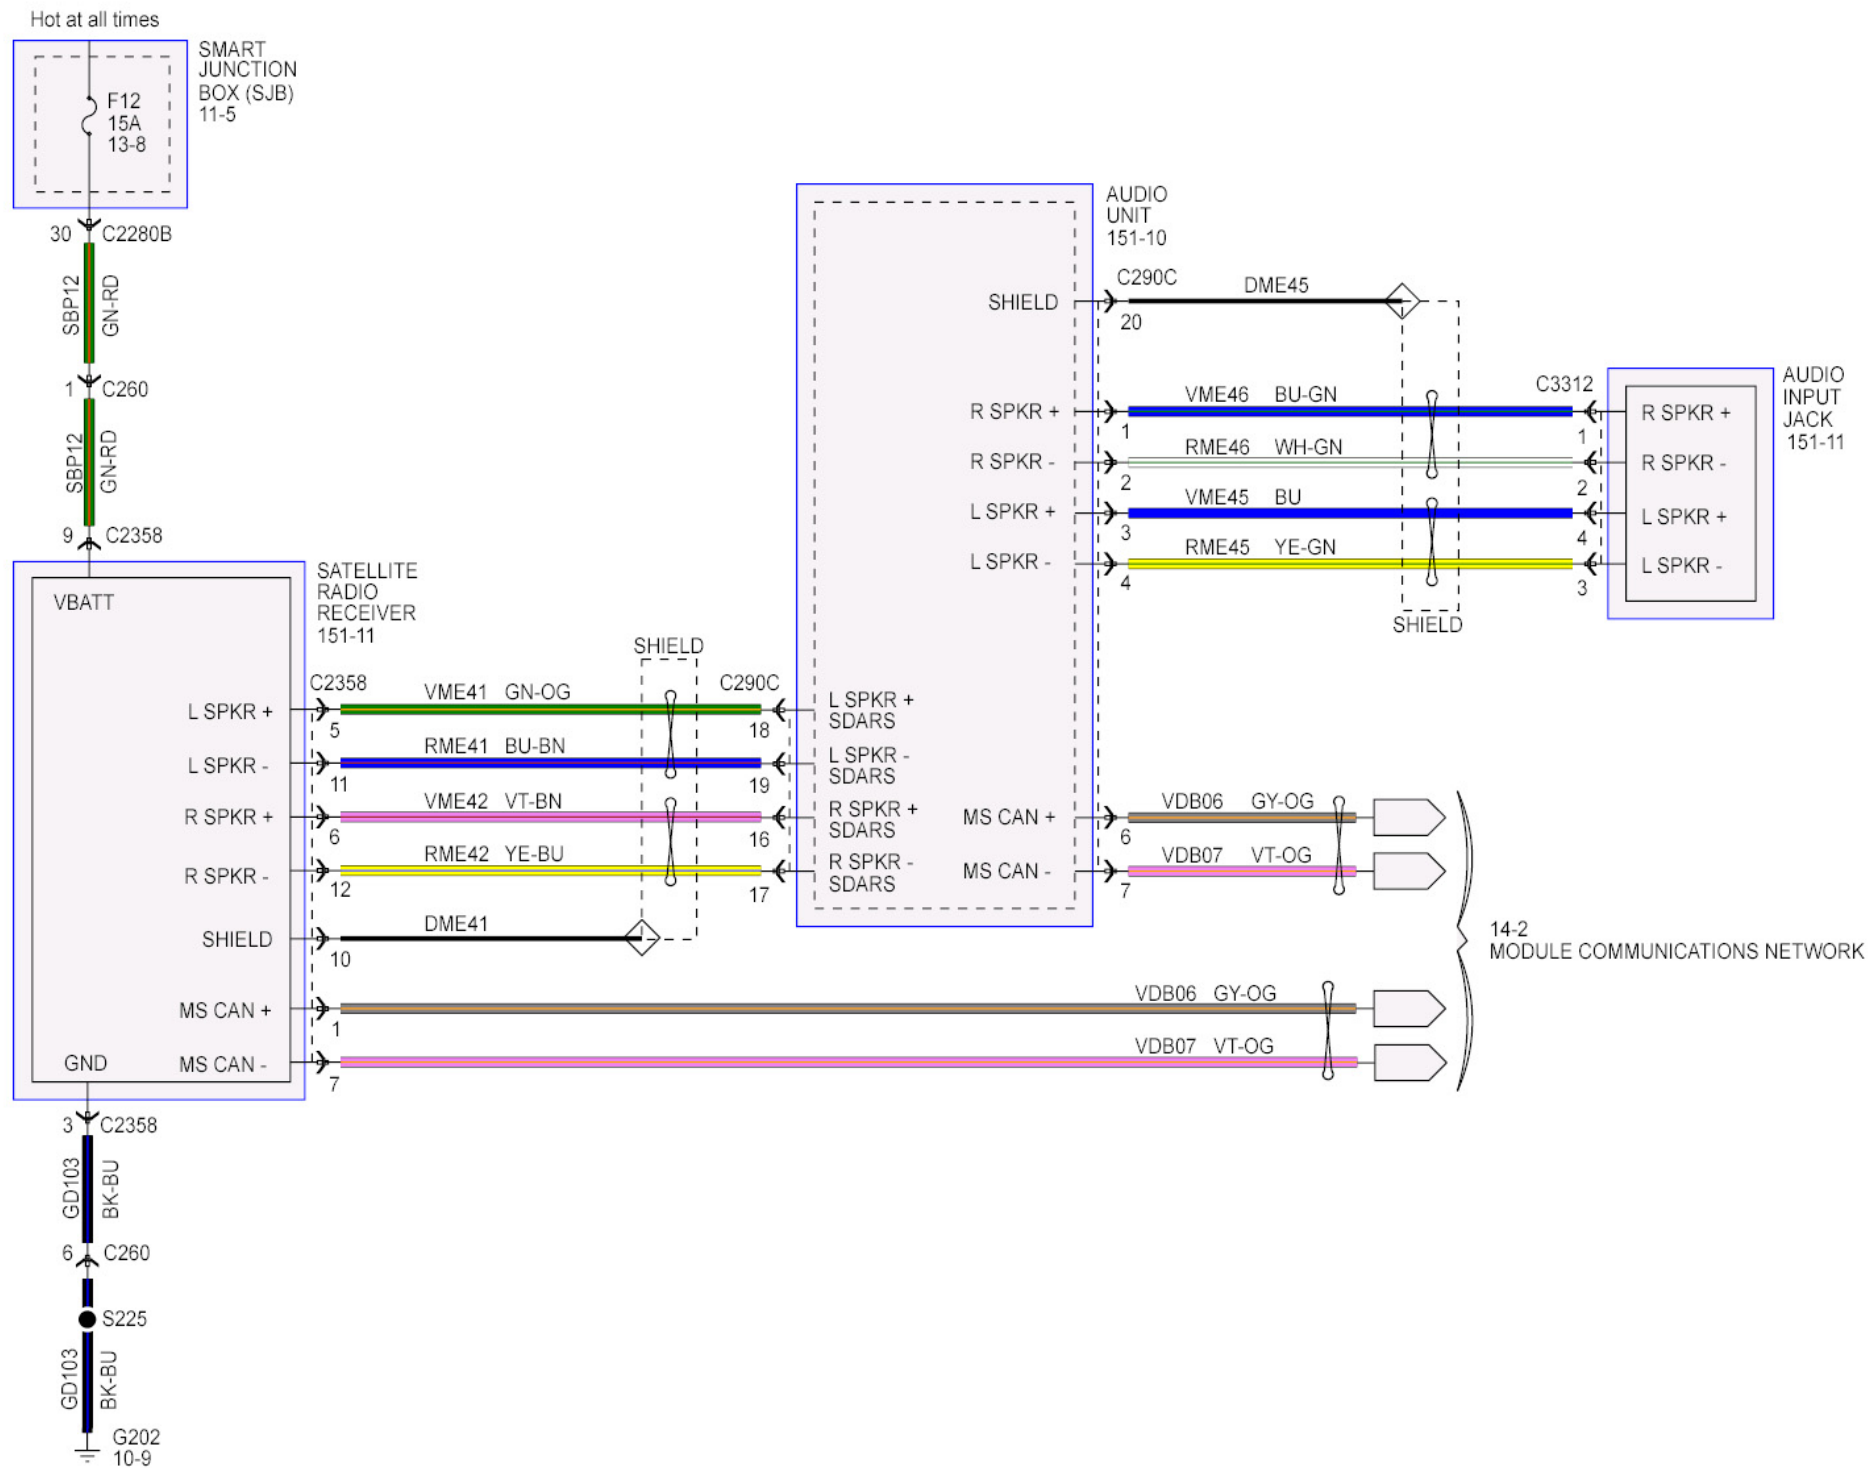 Hot at all times
SMART
JUNCTION
BOX (SJB)
11-5
F12
15A
13-8
30 C2280B
SBP12
GN-RD
1 C260
SBP12
GN-RD
9 C2358
SATELLITE
RADIO
RECEIVER
151-11
VBATT
C2358
L SPKR +
5
L SPKR -
11
R SPKR +
6
R SPKR -
12
SHIELD
10
MS CAN +
1
MS CAN -
7
GND
3 C2358
GD103
BK-BU
6 C260
S225
GD103
BK-BU
G202
10-9
SHIELD
VME41 GN-OG
RME41 BU-BN
VME42 VT-BN
RME42 YE-BU
DME41
C290C
18
19
16
17
L SPKR +
SDARS
L SPKR -
SDARS
R SPKR +
SDARS
R SPKR -
SDARS
AUDIO
UNIT
151-10
C290C
SHIELD
20
DME45
R SPKR +
1
VME46 BU-GN
R SPKR -
2
RME46 WH-GN
L SPKR +
3
VME45 BU
L SPKR -
4
RME45 YE-GN
SHIELD
C3312
1
2
4
3
AUDIO
INPUT
JACK
151-11
R SPKR +
R SPKR -
L SPKR +
L SPKR -
MS CAN +
6
VDB06 GY-OG
MS CAN -
7
VDB07 VT-OG
14-2
MODULE COMMUNICATIONS NETWORK
VDB06 GY-OG
VDB07 VT-OG